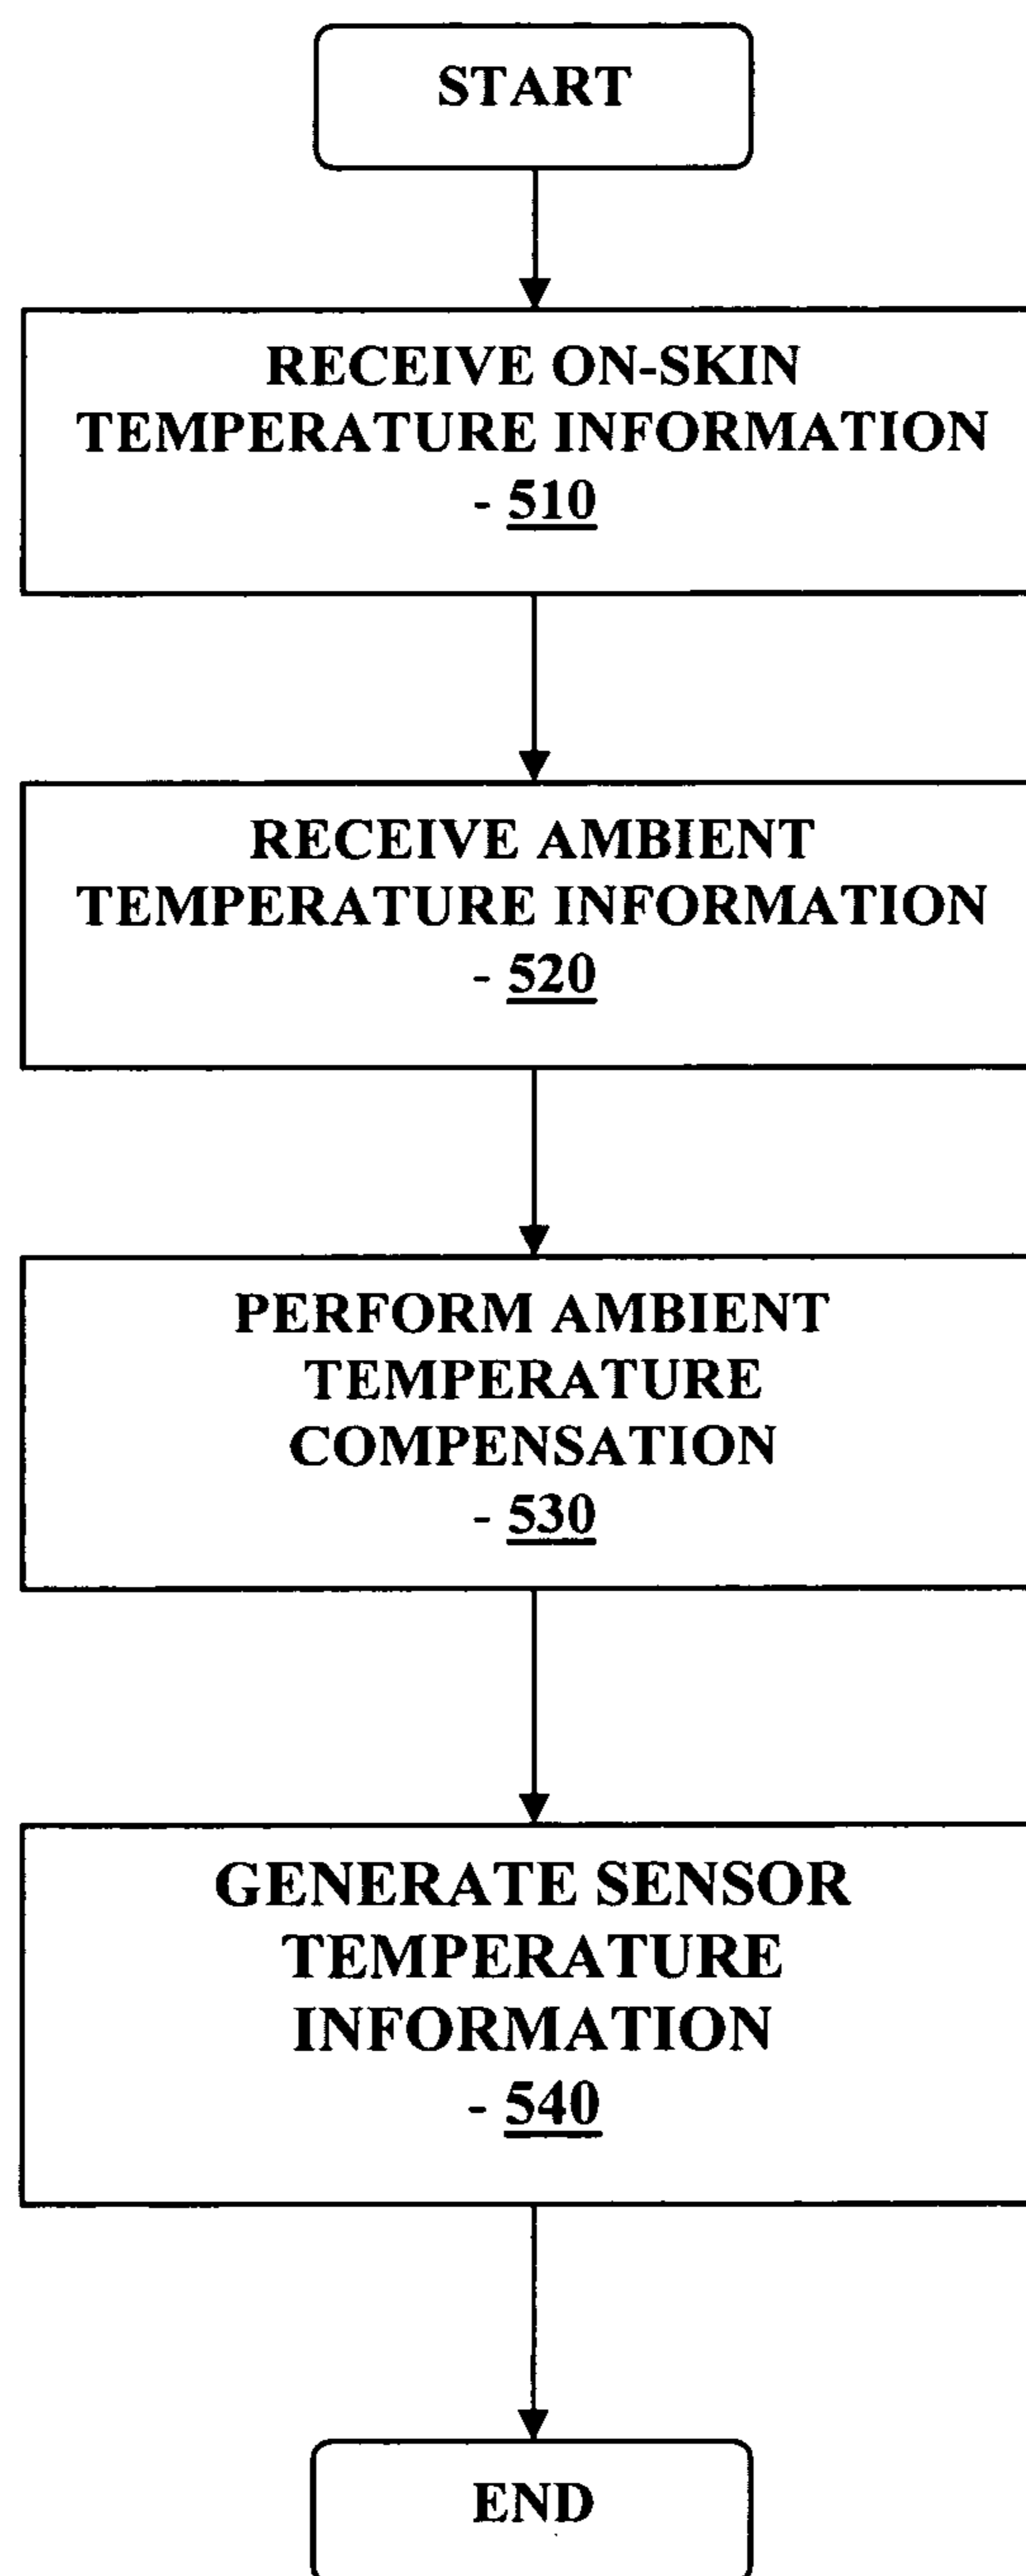 START
RECEIVE ON-SKIN
TEMPERATURE INFORMATION
- 510
RECEIVE AMBIENT
TEMPERATURE INFORMATION
- 520
PERFORM AMBIENT
TEMPERATURE
COMPENSATION
- 530
GENERATE SENSOR
TEMPERATURE
INFORMATION
- 540
END